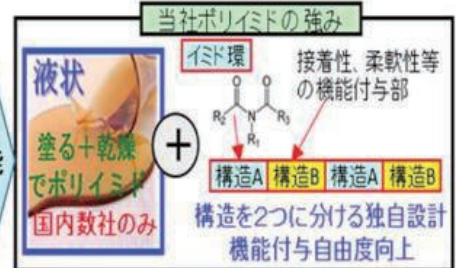 当社ポリイミドの強み
液状
塗る＋乾燥
でポリイミド
国内数社のみ
+
イミド環
接着性、柔軟性等
の機能付与部
O O
R₂ N R₃
R₁
構造A 構造B 構造A 構造B
構造を2つに分ける独自設計
機能付与自由度向上